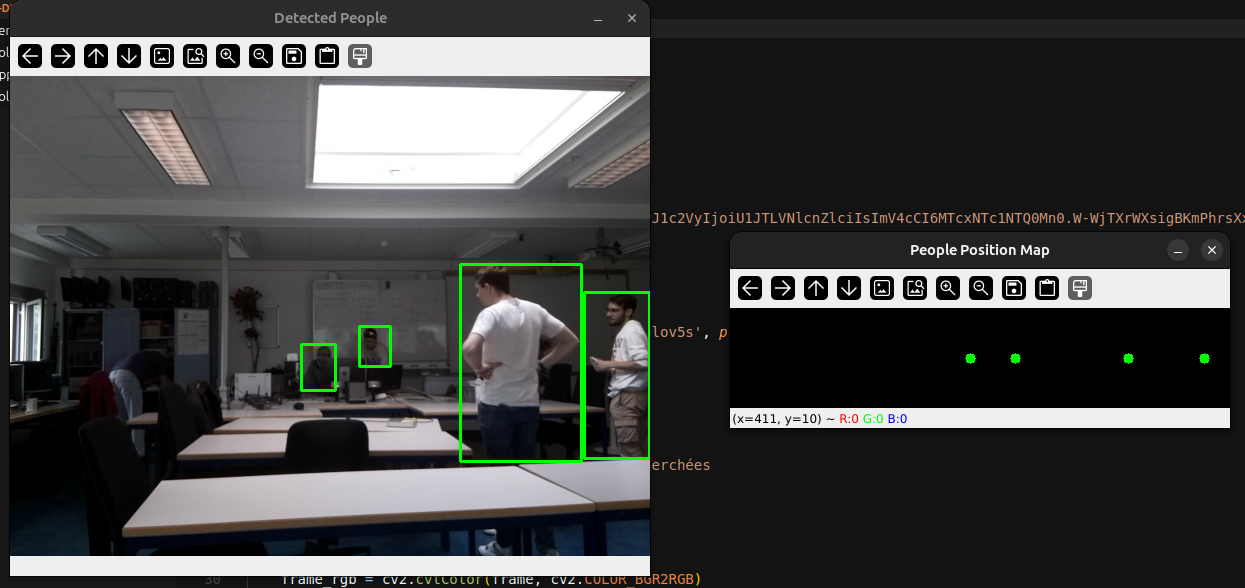 Detected People
J1c2VyIjoiU1JTLVNlcnZlciIsImV4cCI6MTcxNTc1NTQ0Mn0.W-WjTXrWXsigBKmPhrsXx
People Position Map
lov5s', p
(x=411, y=10) ~ R:0 G:0 B:0
erchées
30 frame_rgb = cv2.cvtColor(frame, cv2.COLOR_BGR2RGB)